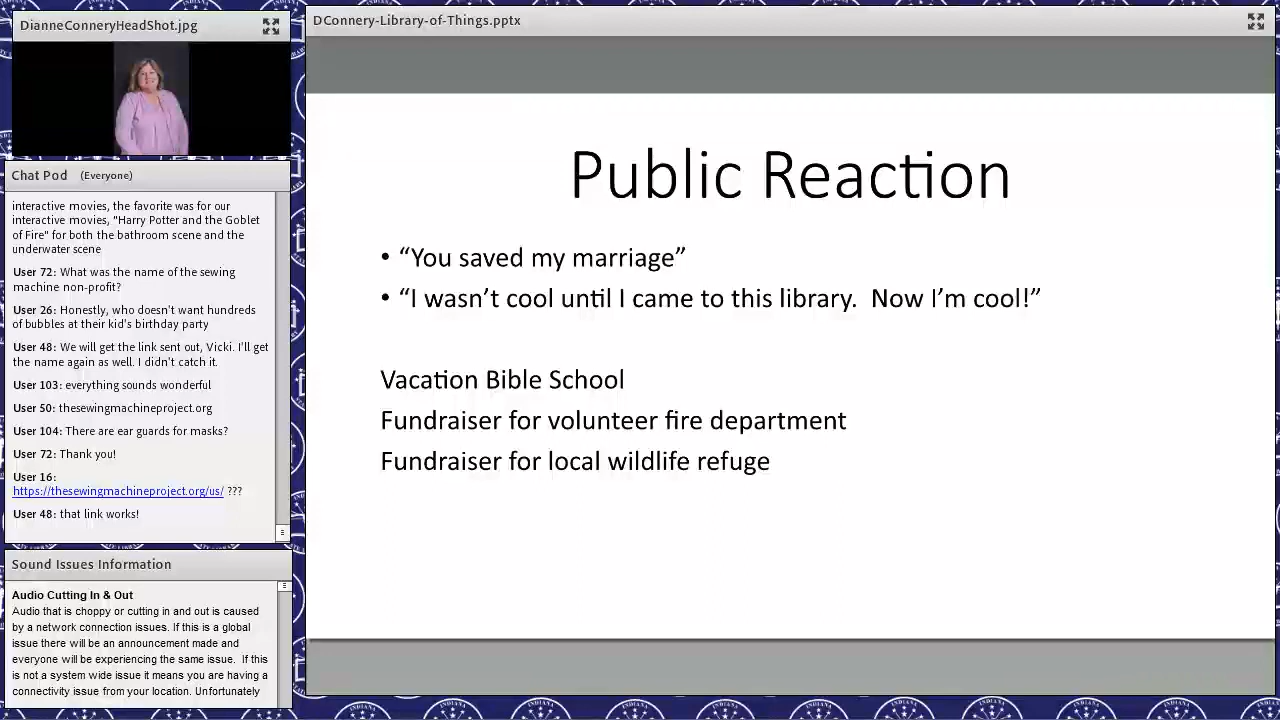 DianneConneryHeadShot.jpg
Chat Pod (Everyone)
interactive movies, the favorite was for our
interactive movies, "Harry Potter and the Goblet
of Fire" for both the bathroom scene and the
underwater scene
User 72: What was the name of the sewing
machine non-profit?
User 26: Honestly, who doesn't want hundreds
of bubbles at their kid's birthday party
User 48: We will get the link sent out, Vicki. I'll get
the name again as well. I didn't catch it.
User 103: everything sounds wonderful
User 50: thesewingmachineproject.org
User 104: There are ear guards for masks?
User 72: Thank you!
User 16:
https://thesewingmachineproject.org/us/ ???
User 48: that link works!
Sound Issues Information
Audio Cutting In & Out
Audio that is choppy or cutting in and out is caused
by a network connection issues. If this is a global
issue there will be an announcement made and
everyone will be experiencing the same issue. If this
is not a system wide issue it means you are having a
connectivity issue from your location. Unfortunately
DConnery-Library-of-Things.pptx
Public Reaction
• “You saved my marriage”
• “I wasn’t cool until I came to this library. Now I’m cool!”
Vacation Bible School
Fundraiser for volunteer fire department
Fundraiser for local wildlife refuge
INDIANA